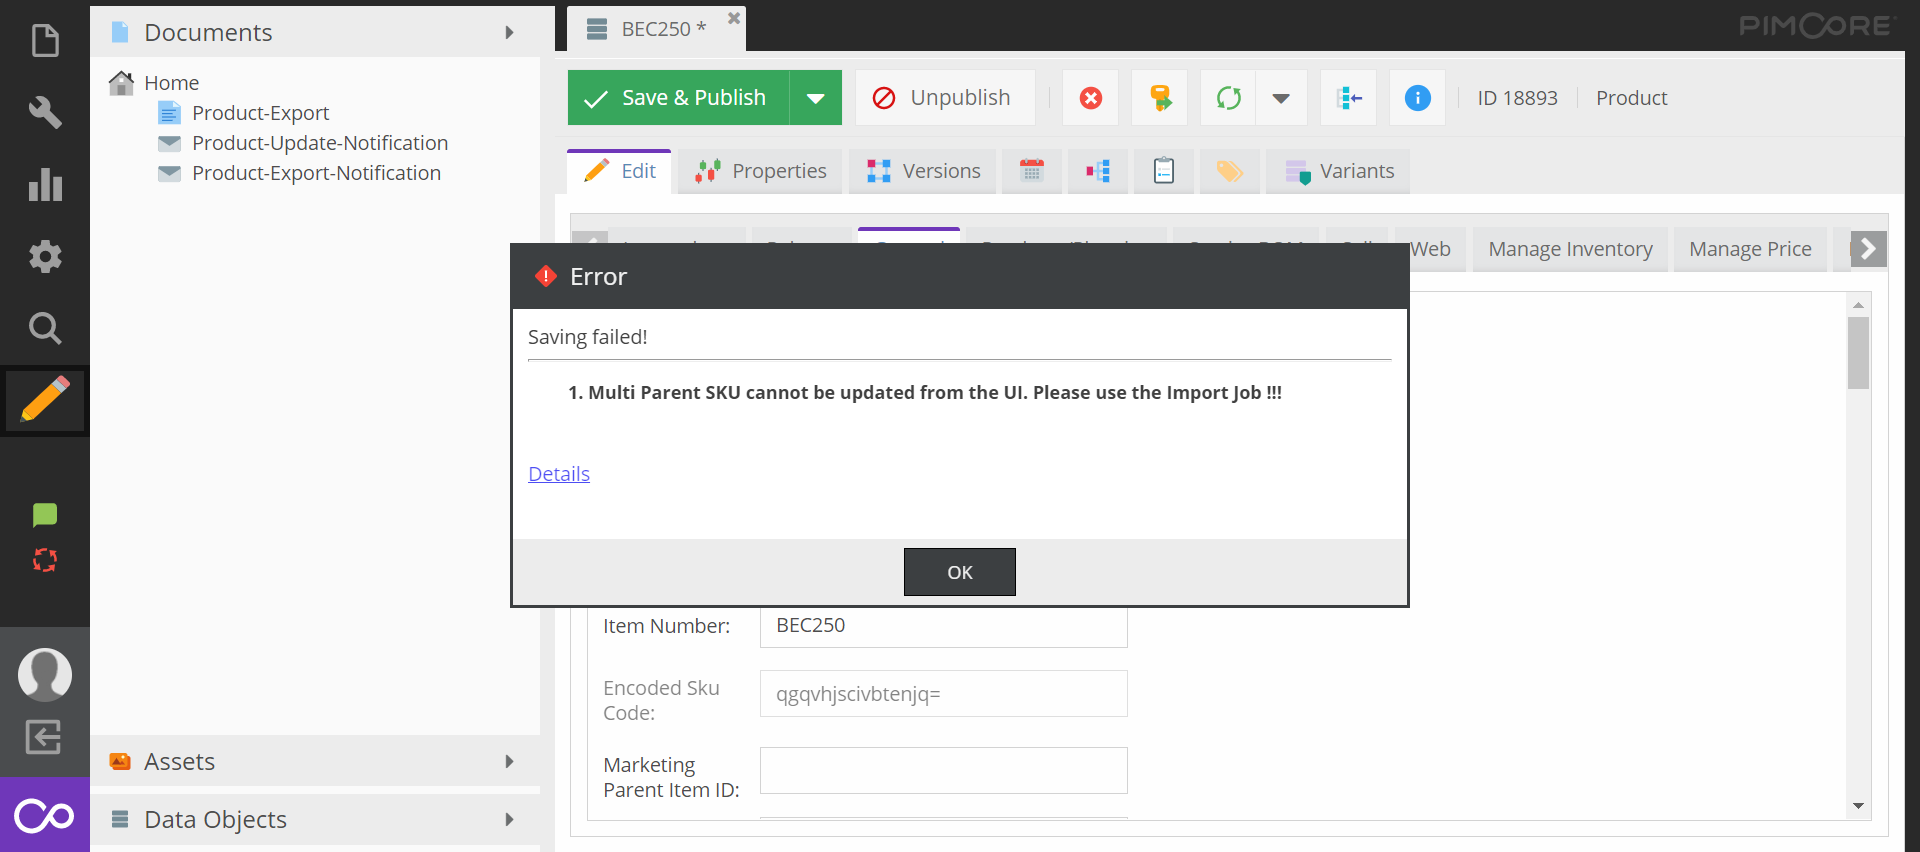 Documents
Home
Product-Export
Product-Update-Notification
Product-Export-Notification
Assets
Data Objects
BEC250 *
PIMCORE
Save & Publish
Unpublish
ID 18893
Product
Edit
Properties
Versions
Variants
Web
Manage Inventory
Manage Price
Error
Saving failed!
1. Multi Parent SKU cannot be updated from the UI. Please use the Import Job !!!
Details
OK
Item Number:
BEC250
Encoded Sku
Code:
qgqvhjscivbtenjq=
Marketing
Parent Item ID: